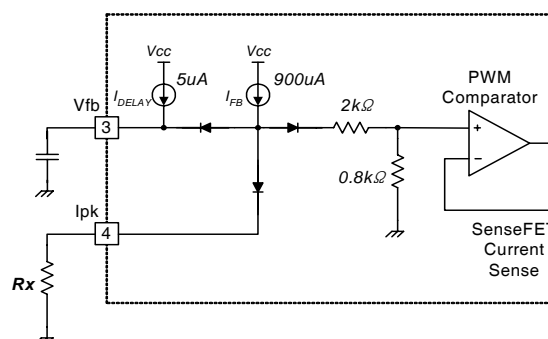 Vcc
Vcc
5uA
900uA
I_DELAY
I_FB
PWM
Comparator
Vfb
3
2kΩ
+
−
0.8kΩ
Ipk
4
Rx
SenseFET
Current
Sense